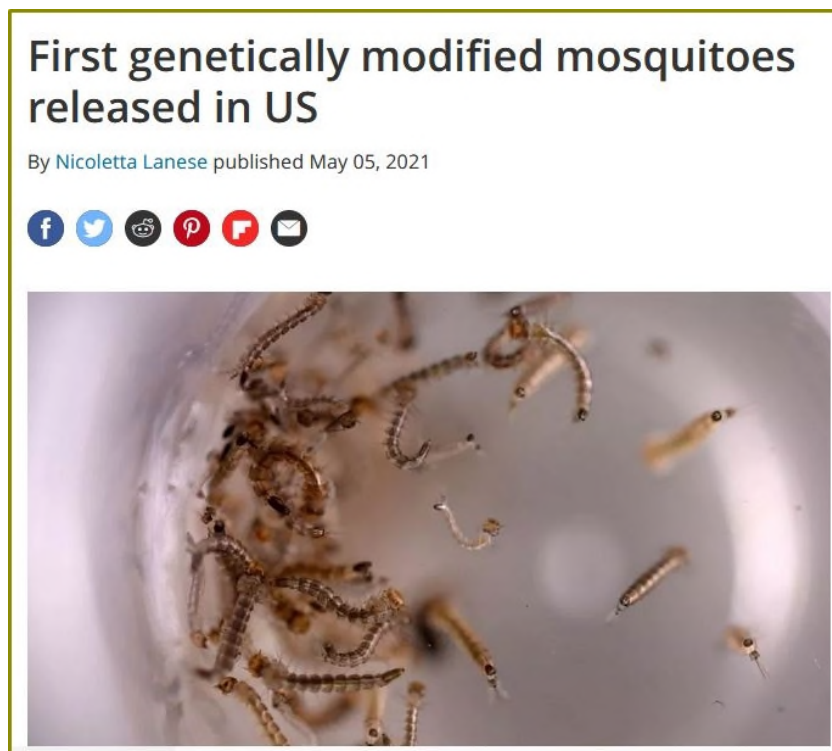 First genetically modified mosquitoes
released in US
By Nicoletta Lanese published May 05, 2021